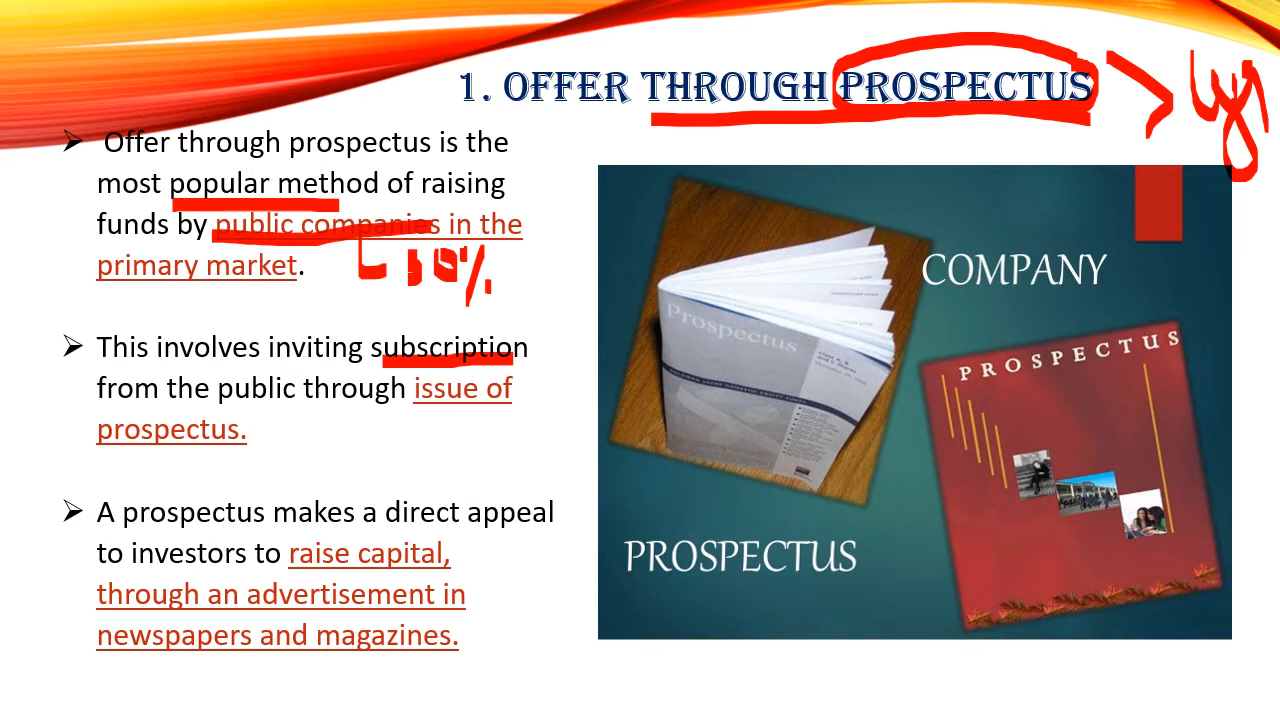 1. OFFER THROUGH PROSPECTUS
➢ Offer through prospectus is the
most popular method of raising
funds by public companies in the
primary market.
➢ This involves inviting subscription
from the public through issue of
prospectus.
➢ A prospectus makes a direct appeal
to investors to raise capital,
through an advertisement in
newspapers and magazines.
COMPANY
Prospectus
PROSPECTUS
PROSPECTUS